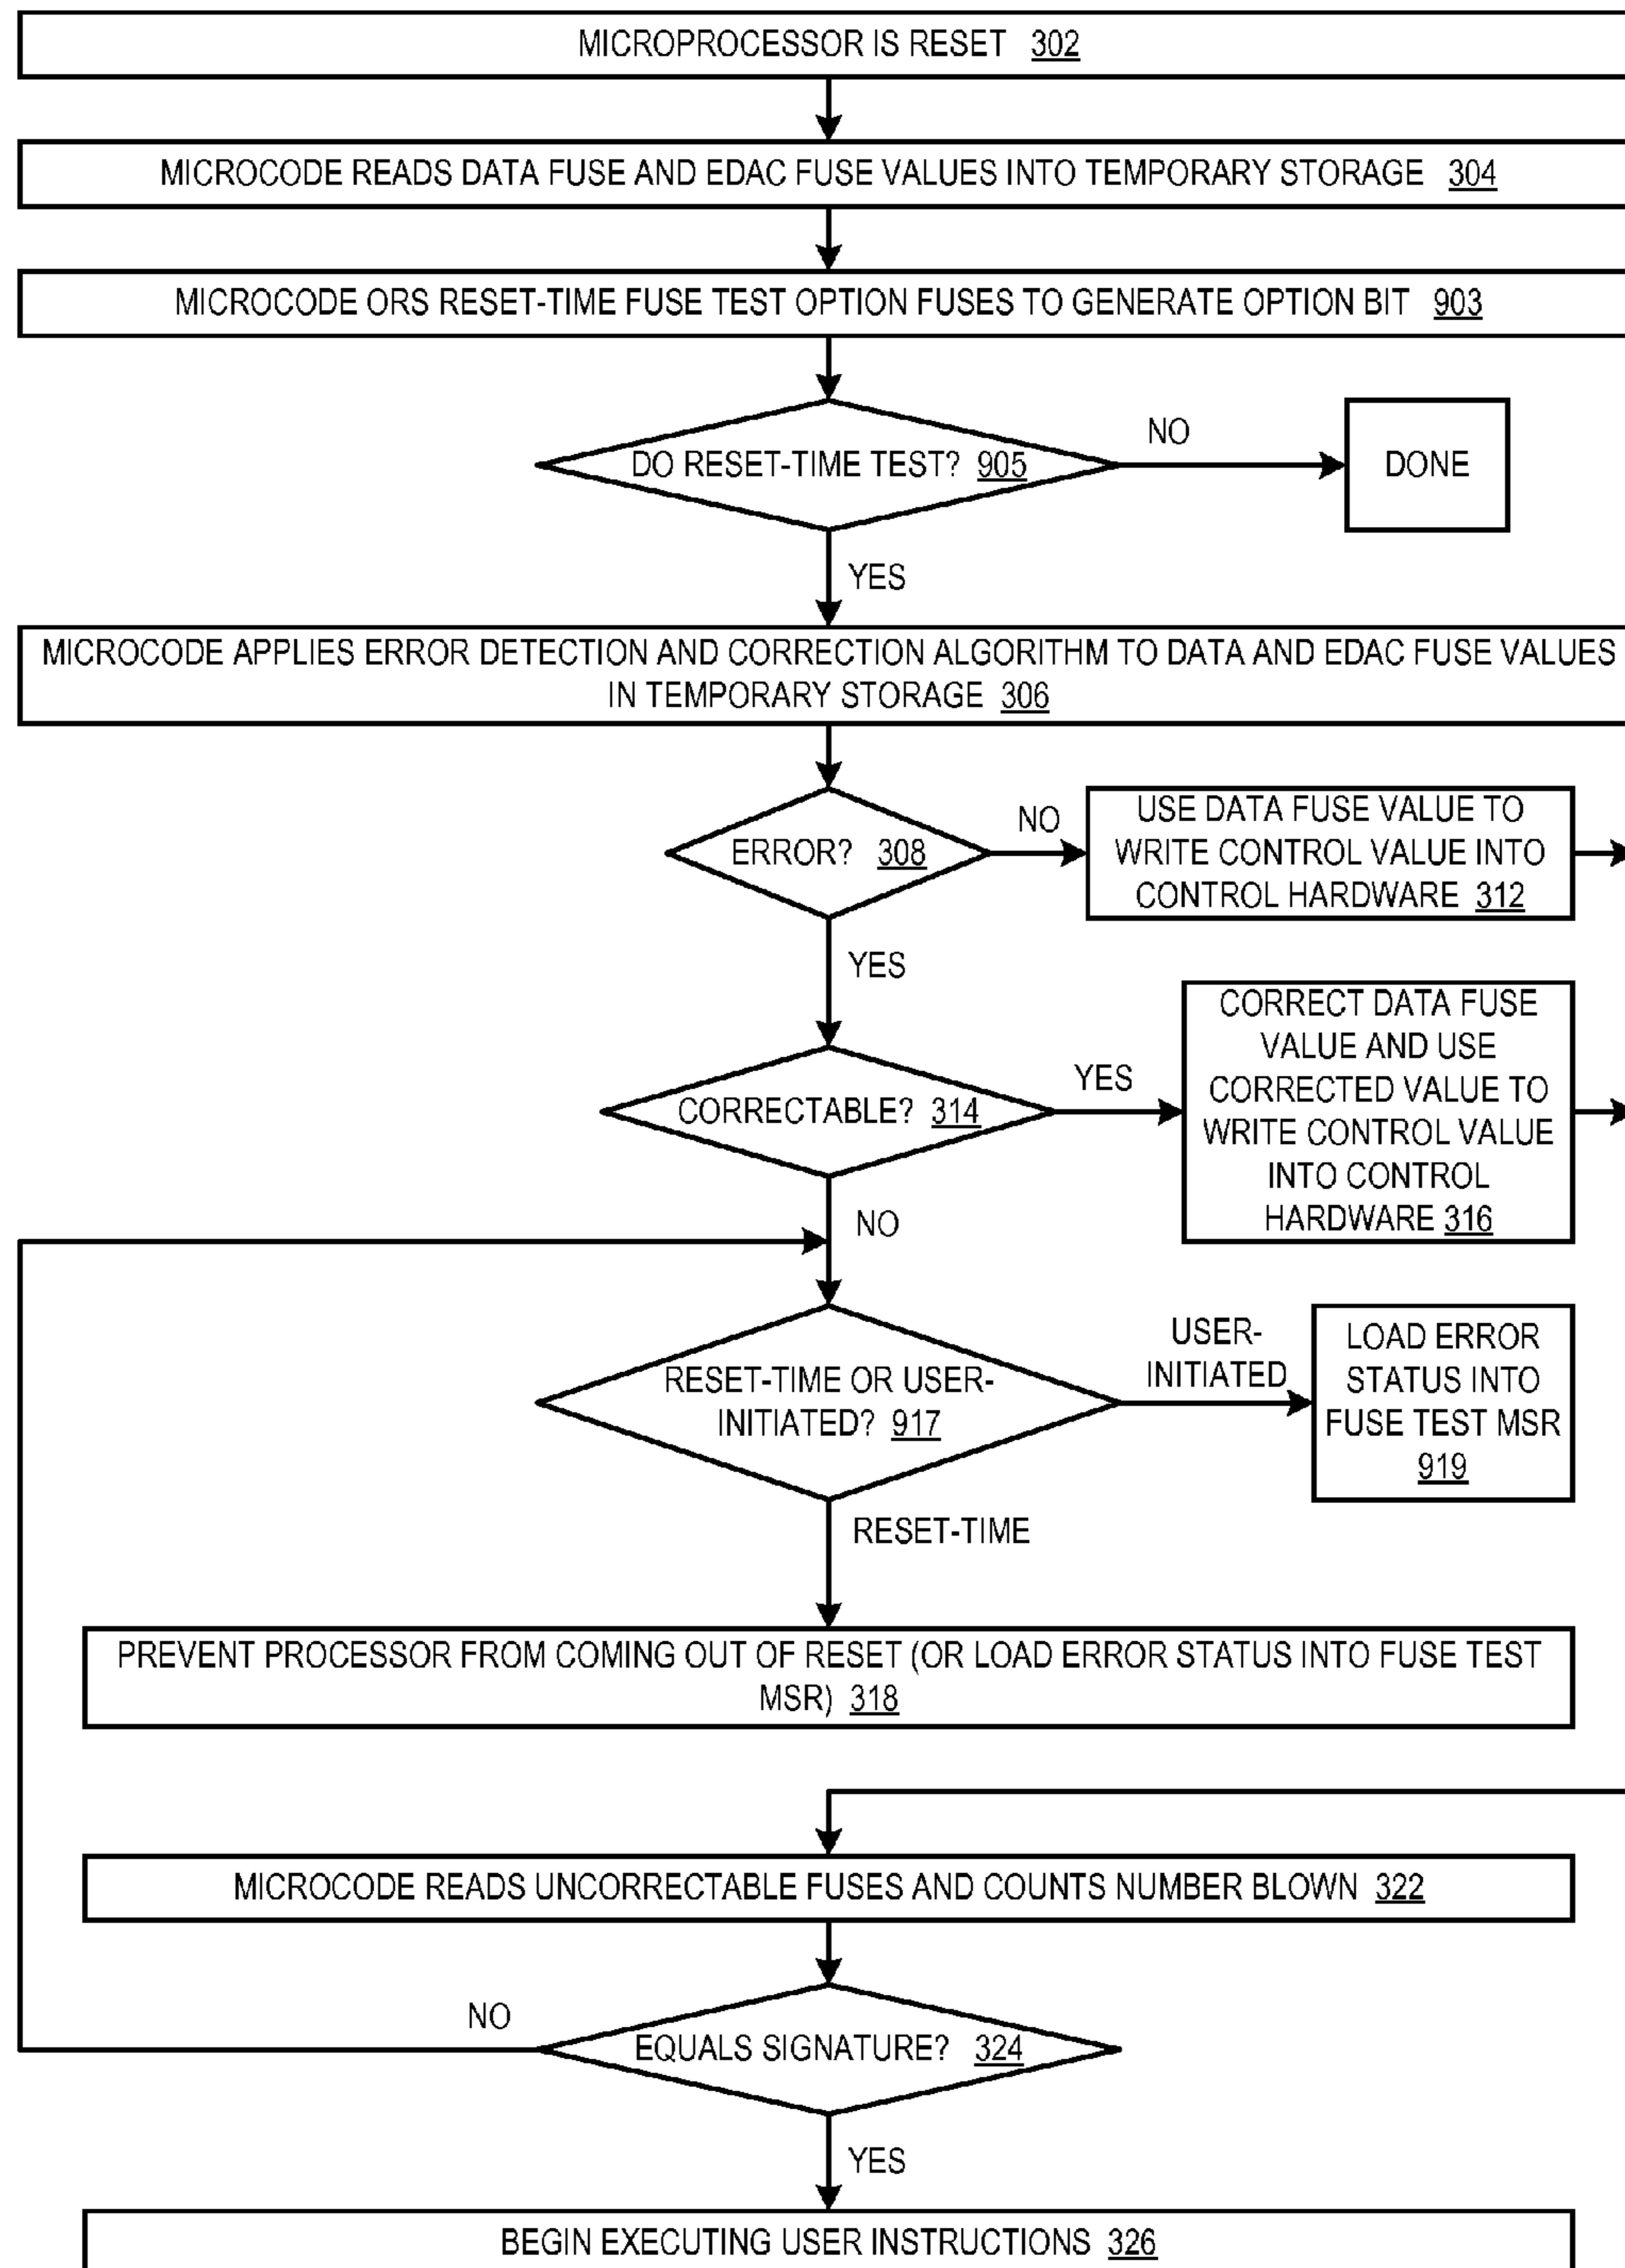 MICROPROCESSOR IS RESET 302
MICROCODE READS DATA FUSE AND EDAC FUSE VALUES INTO TEMPORARY STORAGE 304
MICROCODE ORS RESET-TIME FUSE TEST OPTION FUSES TO GENERATE OPTION BIT 903
DO RESET-TIME TEST? 905
NO
DONE
YES
MICROCODE APPLIES ERROR DETECTION AND CORRECTION ALGORITHM TO DATA AND EDAC FUSE VALUES
IN TEMPORARY STORAGE 306
ERROR? 308
NO
USE DATA FUSE VALUE TO
WRITE CONTROL VALUE INTO
CONTROL HARDWARE 312
YES
CORRECTABLE? 314
YES
CORRECT DATA FUSE
VALUE AND USE
CORRECTED VALUE TO
WRITE CONTROL VALUE
INTO CONTROL
HARDWARE 316
NO
RESET-TIME OR USER-
INITIATED? 917
USER-
INITIATED
LOAD ERROR
STATUS INTO
FUSE TEST MSR
919
RESET-TIME
PREVENT PROCESSOR FROM COMING OUT OF RESET (OR LOAD ERROR STATUS INTO FUSE TEST
MSR) 318
MICROCODE READS UNCORRECTABLE FUSES AND COUNTS NUMBER BLOWN 322
EQUALS SIGNATURE? 324
NO
YES
BEGIN EXECUTING USER INSTRUCTIONS 326